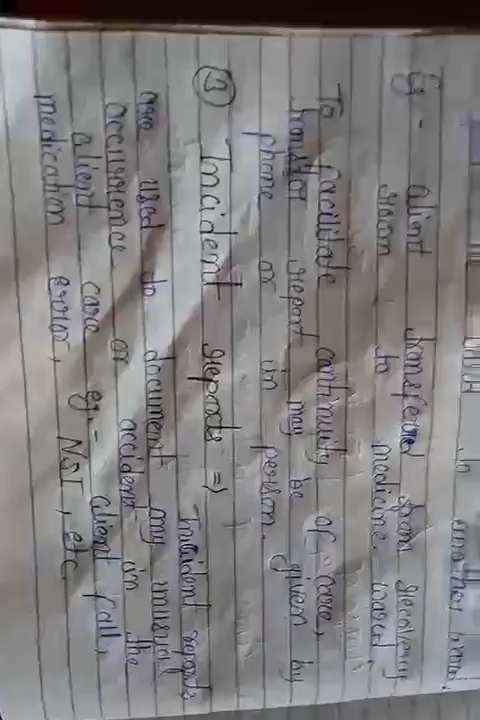 to another ward.
Eg - client transfered from recovery
room to medicine ward
To facilitate continuity of care,
transfer report may be given by
phone or in person.
③ Incident reports ⇒
Incident reports
are used to document any unusual
occurrence or accident in the
client care eg. - client fall,
medication error, NSI, etc.